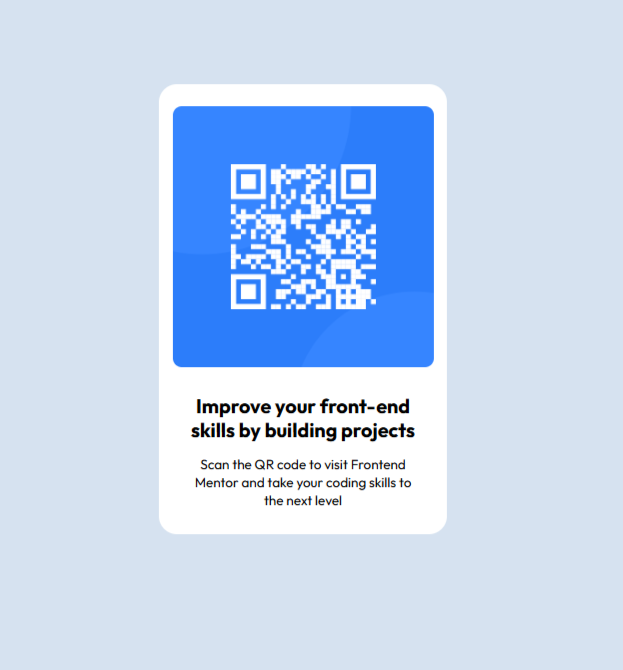 Improve your front-end
skills by building projects
Scan the QR code to visit Frontend
Mentor and take your coding skills to
the next level